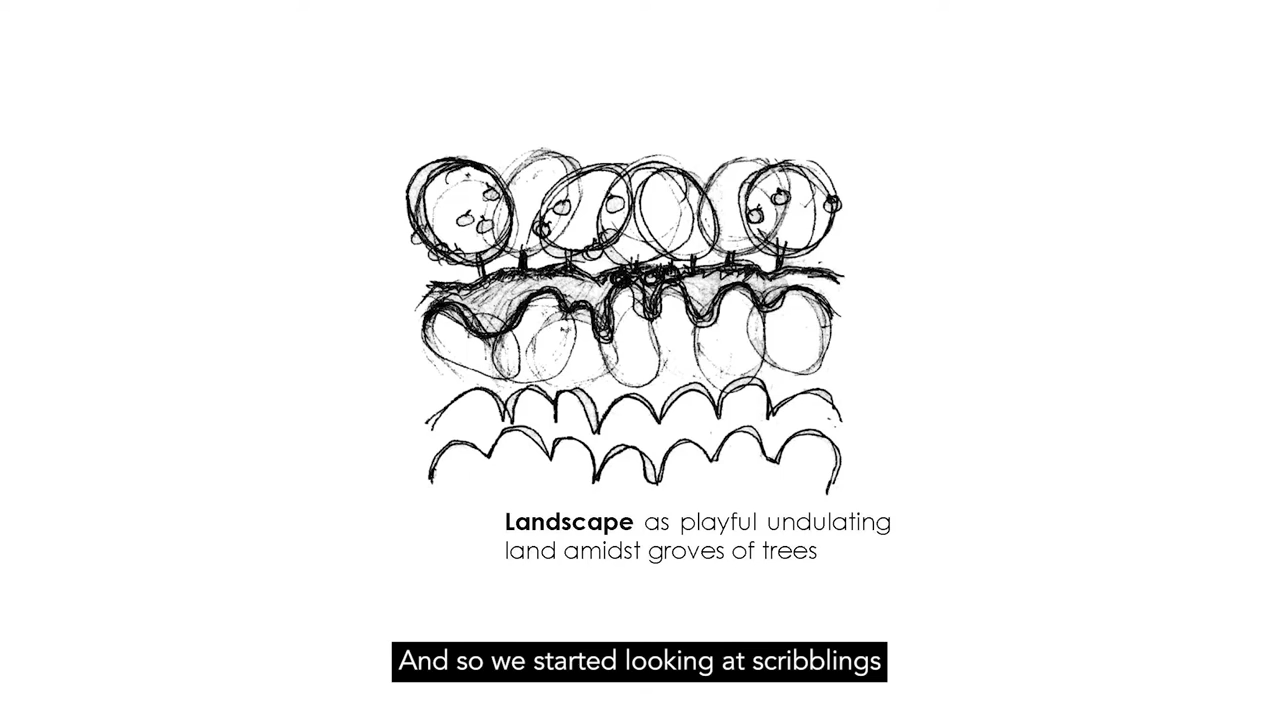 Landscape as playful undulating
land amidst groves of trees
And so we started looking at scribblings